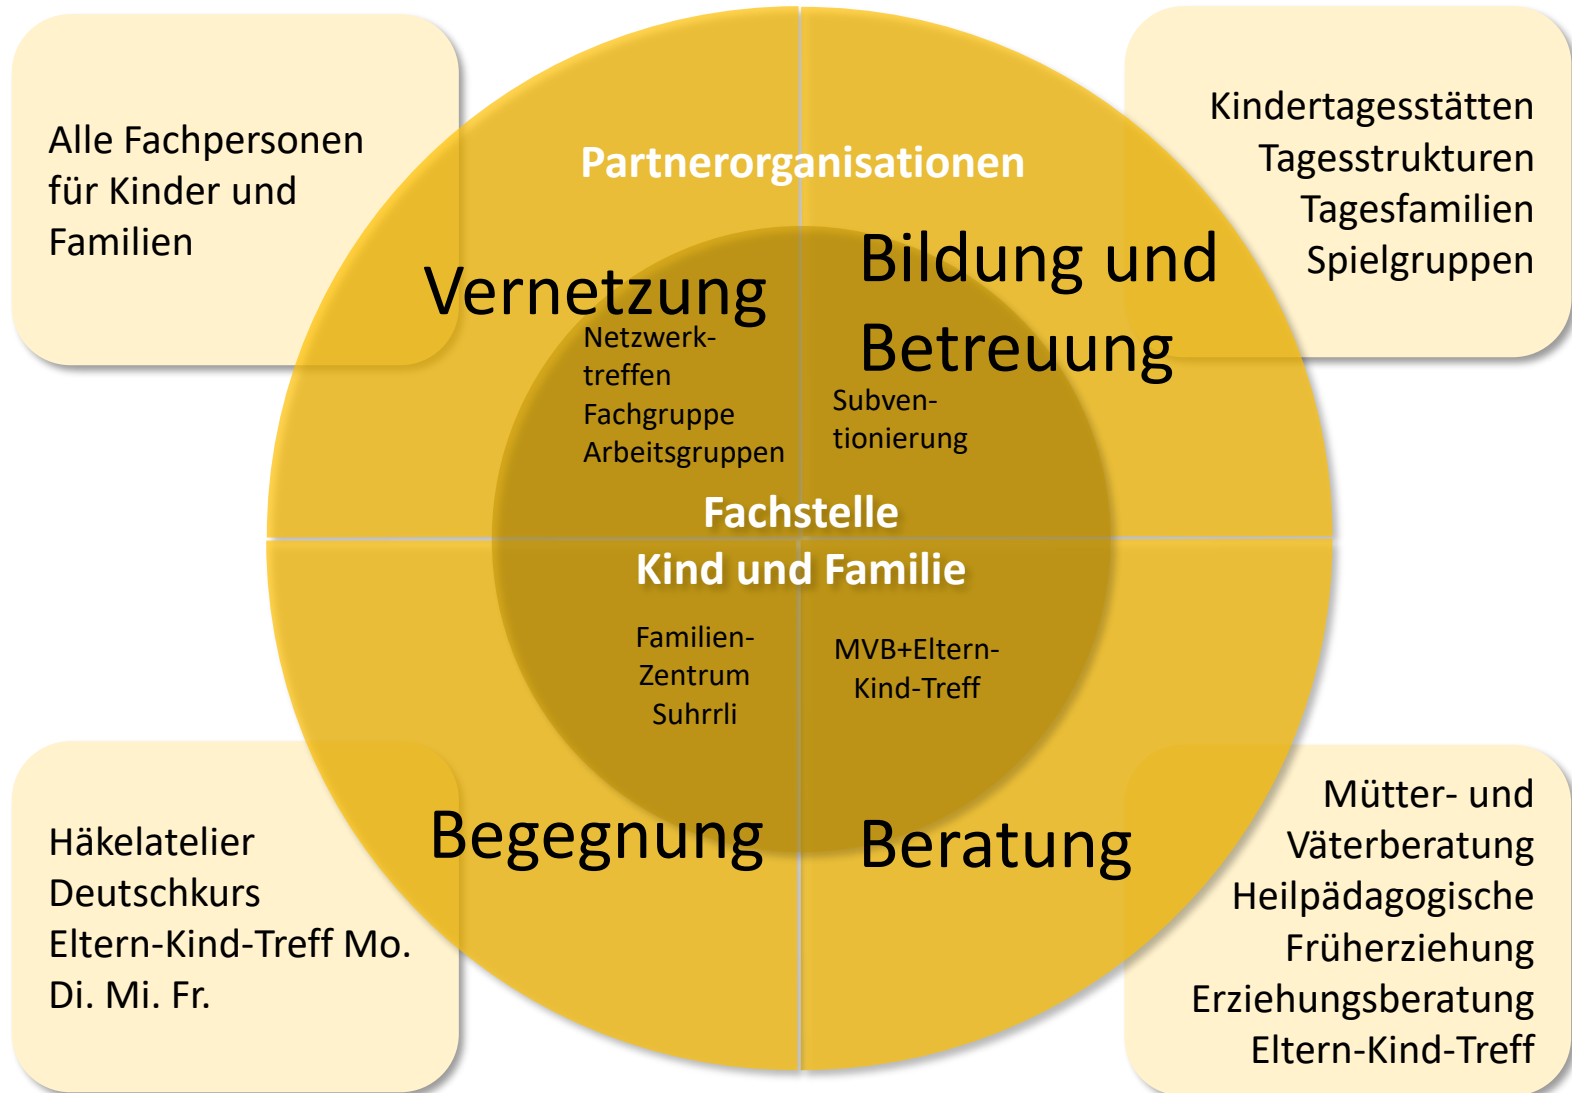 Alle Fachpersonen
für Kinder und
Familien
Kindertagesstätten
Tagesstrukturen
Tagesfamilien
Spielgruppen
Partnerorganisationen
Vernetzung
Netzwerk-
treffen
Fachgruppe
Arbeitsgruppen
Bildung und
Betreuung
Subven-
tionierung
Fachstelle
Kind und Familie
Familien-
Zentrum
Suhrrli
MVB+Eltern-
Kind-Treff
Begegnung
Beratung
Häkelatelier
Deutschkurs
Eltern-Kind-Treff Mo.
Di. Mi. Fr.
Mütter- und
Väterberatung
Heilpädagogische
Früherziehung
Erziehungsberatung
Eltern-Kind-Treff